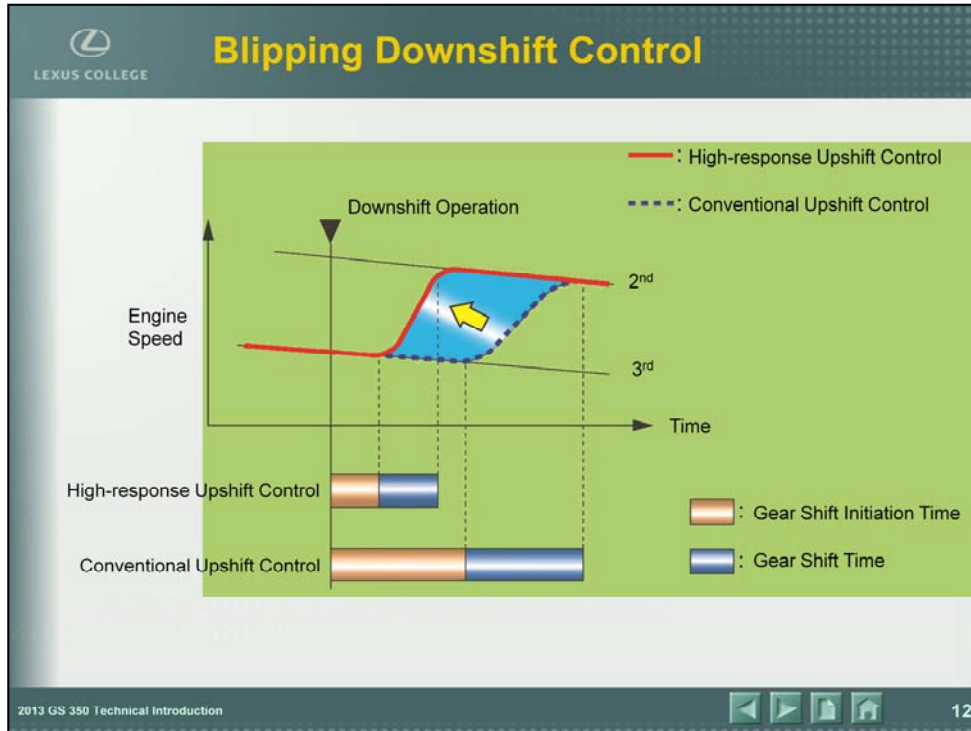 Blipping Downshift Control
LEXUS COLLEGE
: High-response Upshift Control
: Conventional Upshift Control
Downshift Operation
Engine
Speed
2nd
3rd
Time
High-response Upshift Control
: Gear Shift Initiation Time
Conventional Upshift Control
: Gear Shift Time
2013 GS 350 Technical Introduction
12